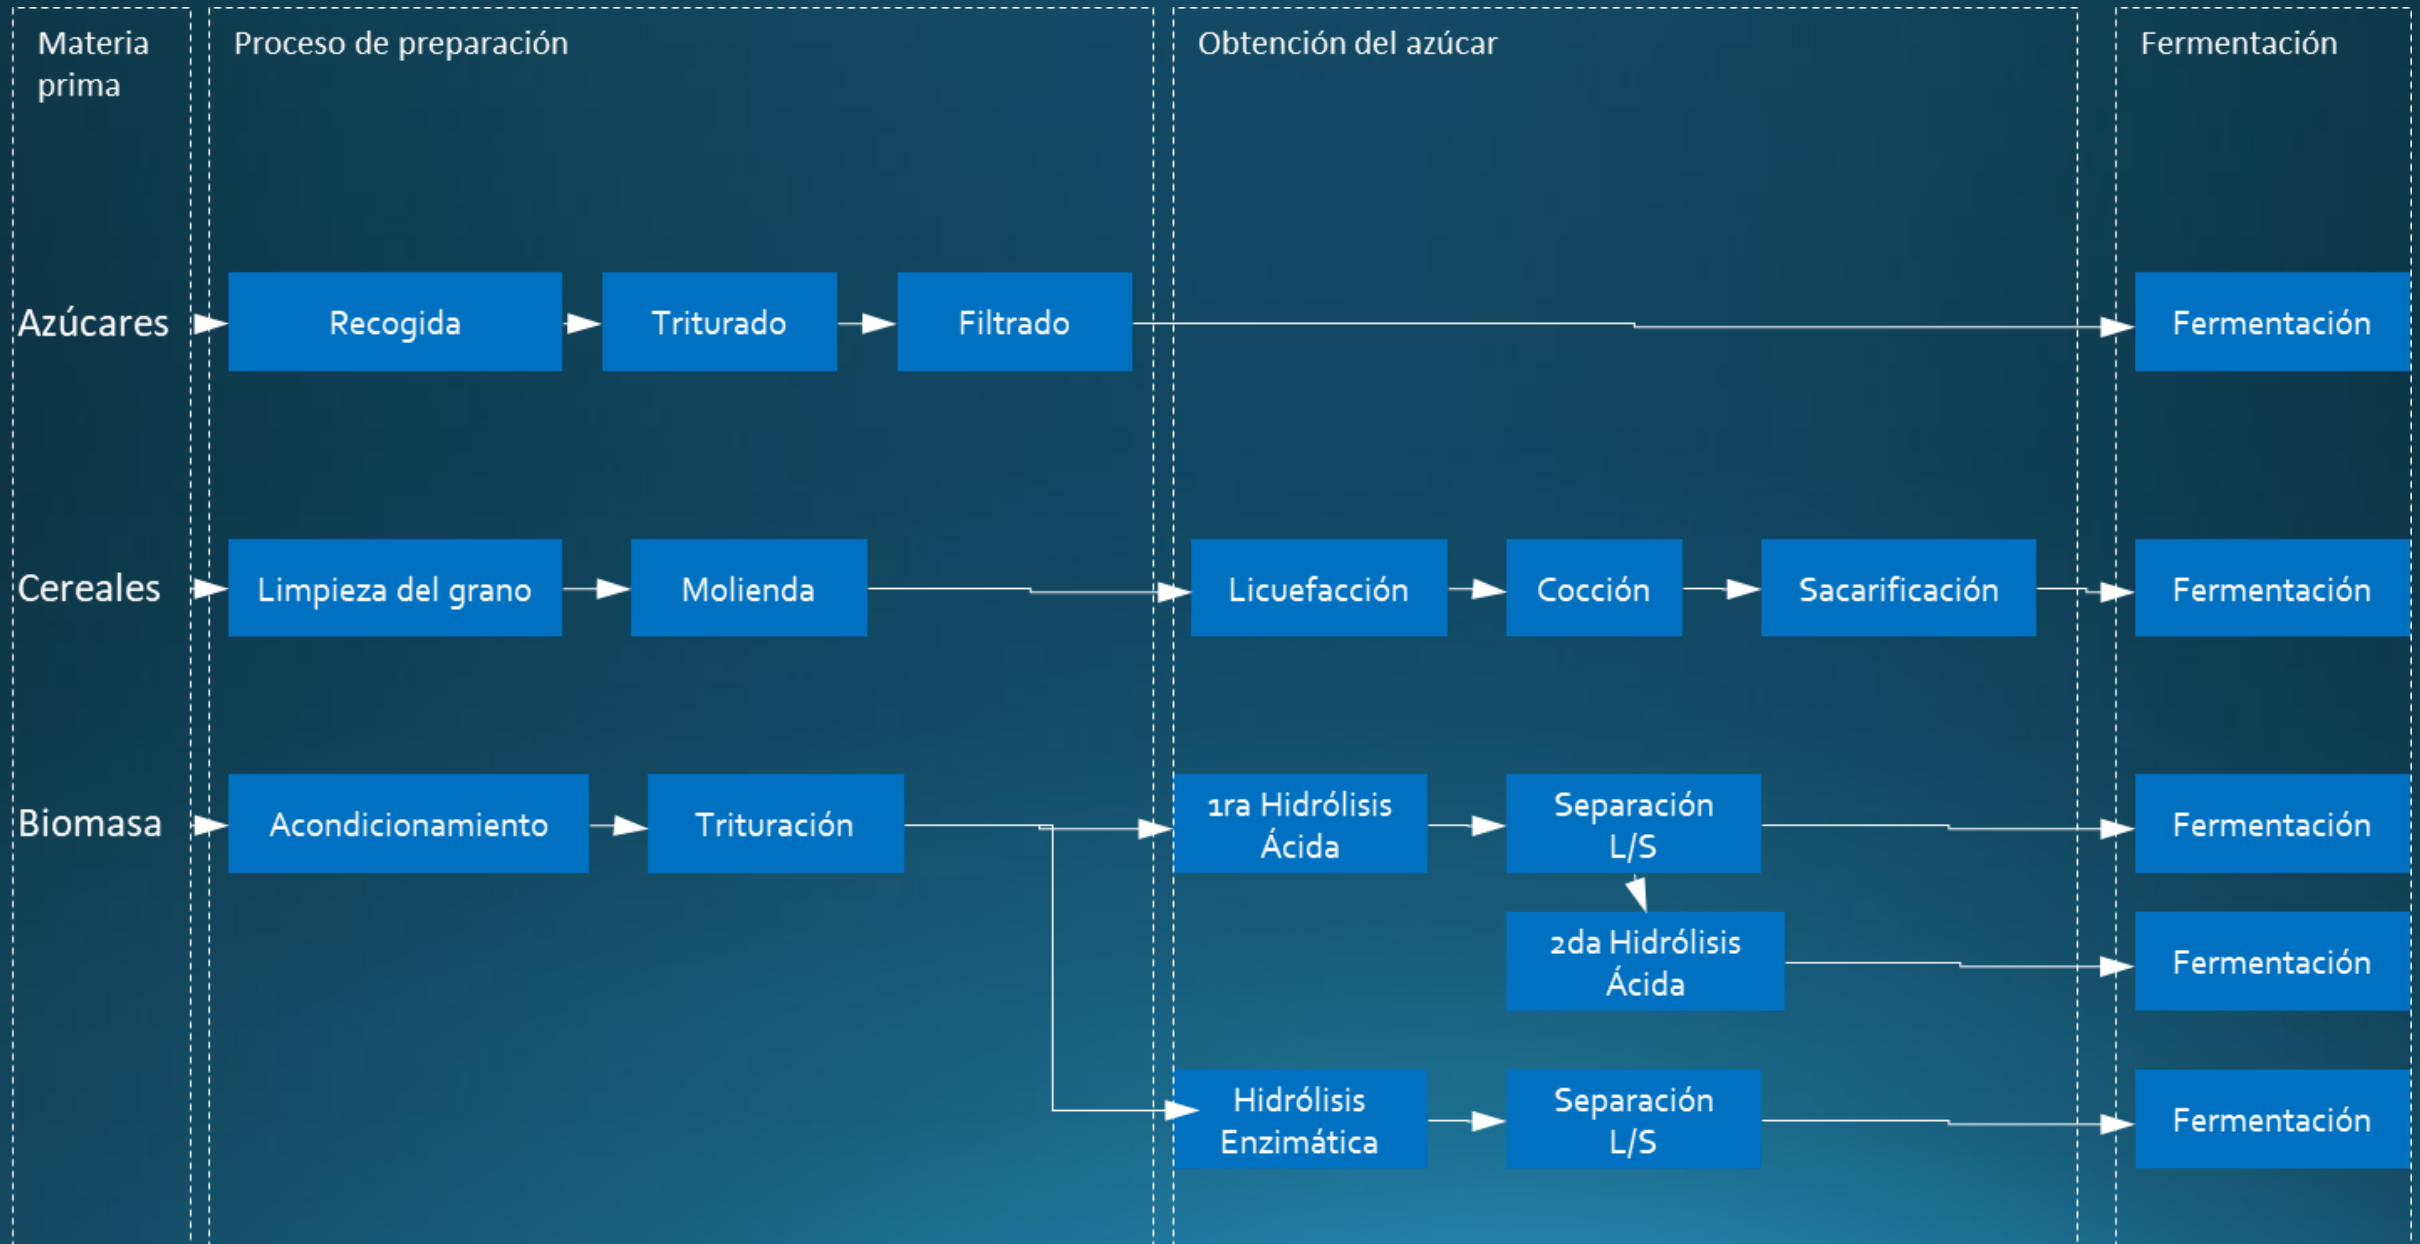 Materia
prima
Proceso de preparación
Obtención del azúcar
Fermentación
Azúcares
Recogida
Triturado
Filtrado
Fermentación
Cereales
Limpieza del grano
Molienda
Licuefacción
Cocción
Sacarificación
Fermentación
Biomasa
Acondicionamiento
Trituración
1ra Hidrólisis
Ácida
Separación
L/S
Fermentación
2da Hidrólisis
Ácida
Fermentación
Hidrólisis
Enzimática
Separación
L/S
Fermentación